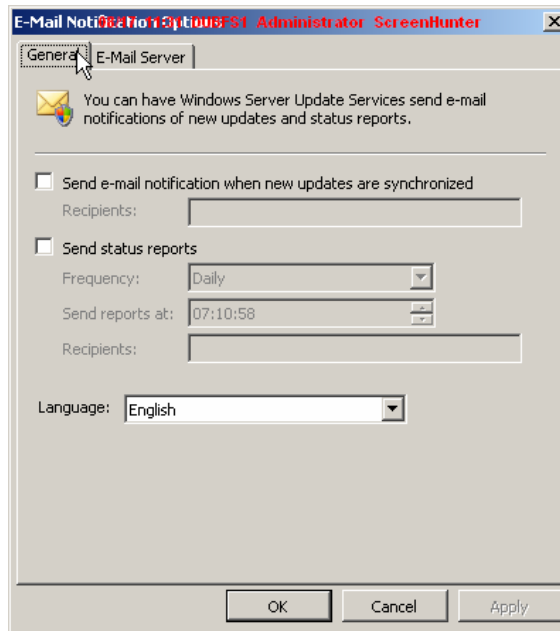 E-Mail Notification Options
Administrator ScreenHunter
General
E-Mail Server
You can have Windows Server Update Services send e-mail
notifications of new updates and status reports.
Send e-mail notification when new updates are synchronized
Recipients:
Send status reports
Frequency: Daily
Send reports at: 07:10:58
Recipients:
Language: English
OK Cancel Apply